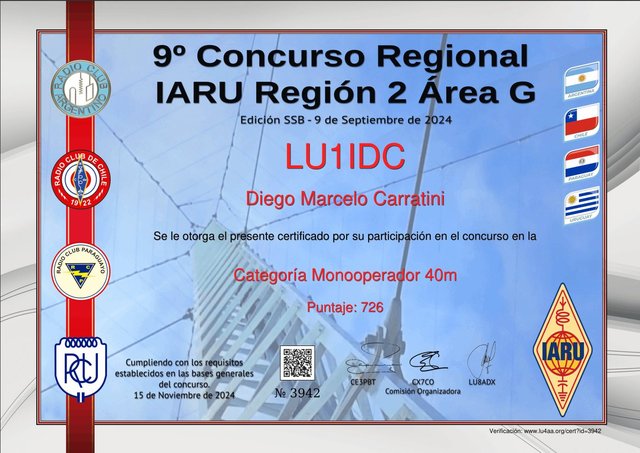 9º Concurso Regional
IARU Región 2 Área G
Edición SSB - 9 de Septiembre de 2024
LU1IDC
Diego Marcelo Carratini
Se le otorga el presente certificado por su participación en el concurso en la
Categoría Monooperador 40m
Puntaje: 726
RADIO CLUB ARGENTINO
RADIO CLUB DE CHILE
1922
RADIO CLUB PARAGUAYO
R C P
RCU
ARGENTINA
CHILE
PARAGUAY
URUGUAY
Cumpliendo con los requisitos
establecidos en las bases generales
del concurso.
15 de Noviembre de 2024
№ 3942
CE3PBT CX7CO LU8ADX
Comisión Organizadora
IARU
Verificación: www.lu4aa.org/cert?id=3942